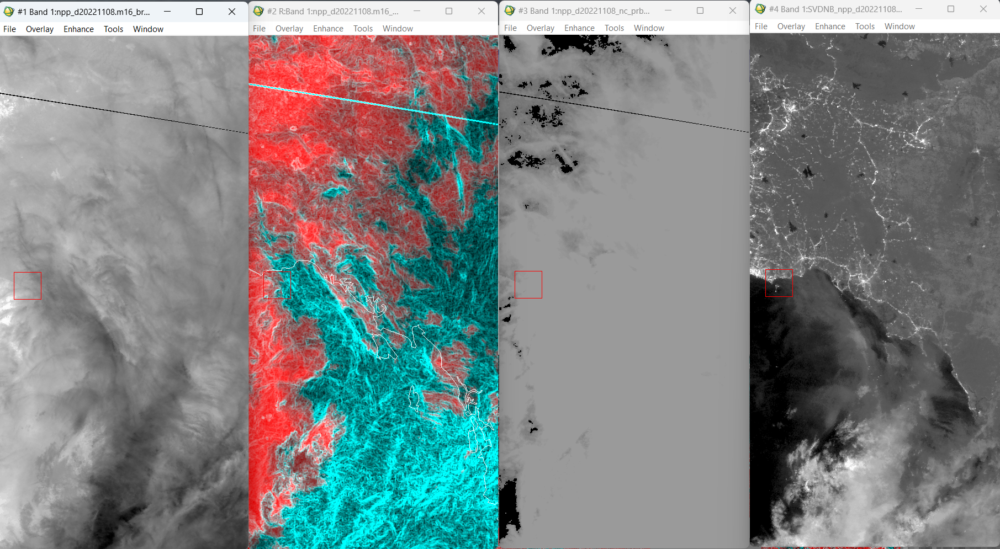 #1 Band 1:npp_d20221108.m16_br...
File Overlay Enhance Tools Window
#2 R:Band 1:npp_d20221108.m16_...
File Overlay Enhance Tools Window
#3 Band 1:npp_d20221108_nc_prb...
File Overlay Enhance Tools Window
#4 Band 1:SVDNB_npp_d20221108...
File Overlay Enhance Tools Window